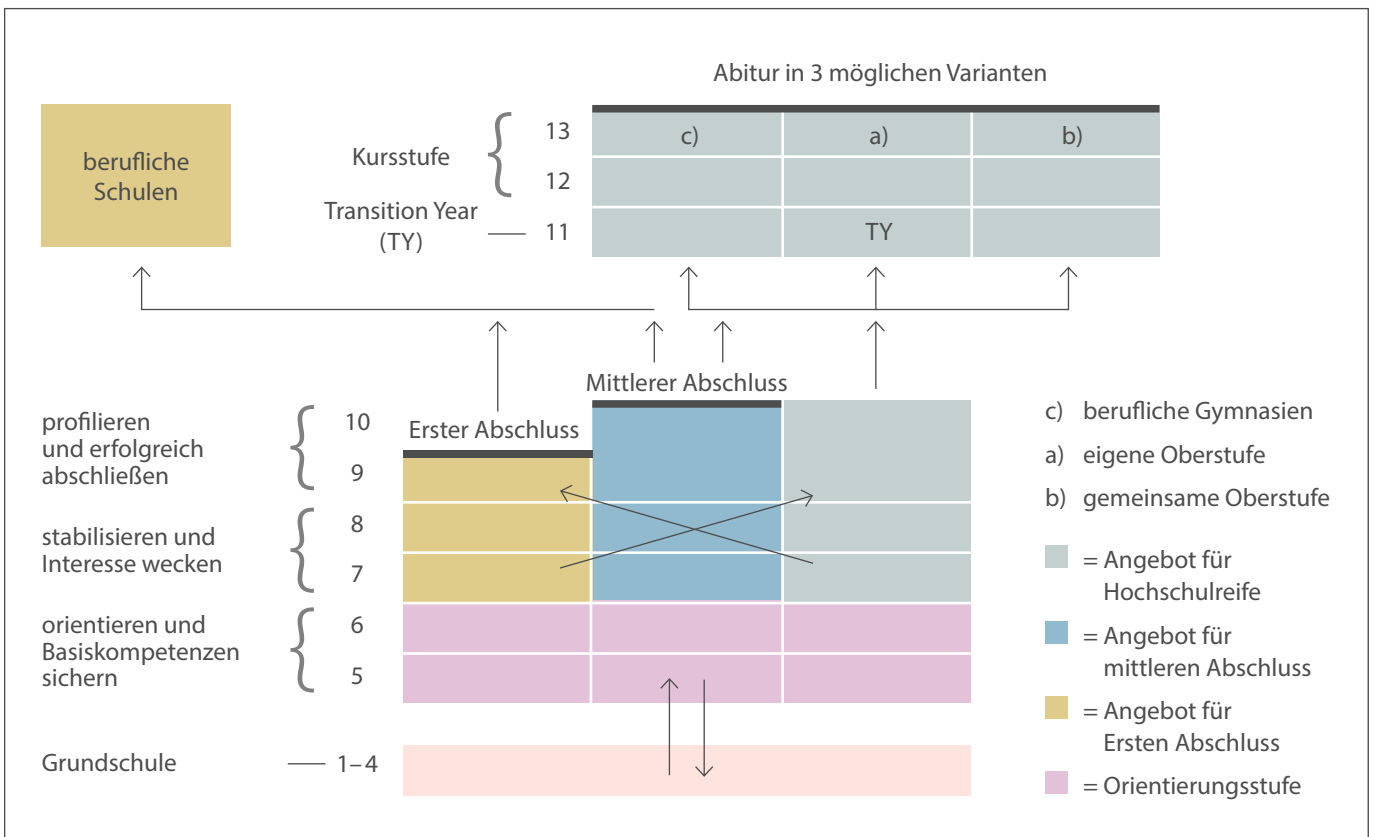 Abitur in 3 möglichen Varianten
berufliche
Schulen
Kursstufe
13
c)
a)
b)
12
Transition Year
(TY)
11
TY
Mittlerer Abschluss
Erster Abschluss
profilieren
und erfolgreich
abschließen
10
9
stabilisieren und
Interesse wecken
8
7
orientieren und
Basiskompetenzen
sichern
6
5
Grundschule
1–4
c) berufliche Gymnasien
a) eigene Oberstufe
b) gemeinsame Oberstufe
= Angebot für
Hochschulreife
= Angebot für
mittleren Abschluss
= Angebot für
Ersten Abschluss
= Orientierungsstufe